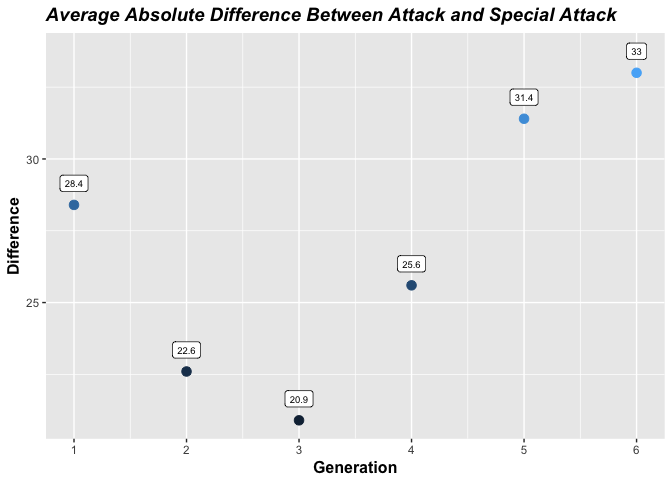 Average Absolute Difference Between Attack and Special Attack
33
31.4
30
28.4
Difference
25.6
25
22.6
20.9
1 2 3 4 5 6
Generation